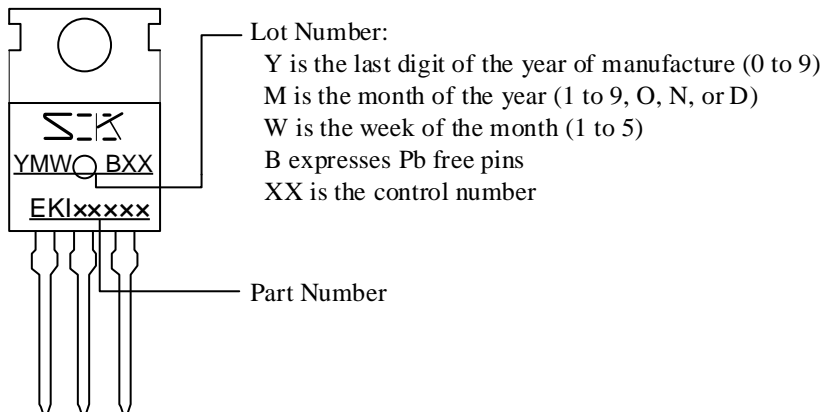 Lot Number:
Y is the last digit of the year of manufacture (0 to 9)
M is the month of the year (1 to 9, O, N, or D)
W is the week of the month (1 to 5)
B expresses Pb free pins
XX is the control number
SK
YMW BXX
EKI×××××
Part Number